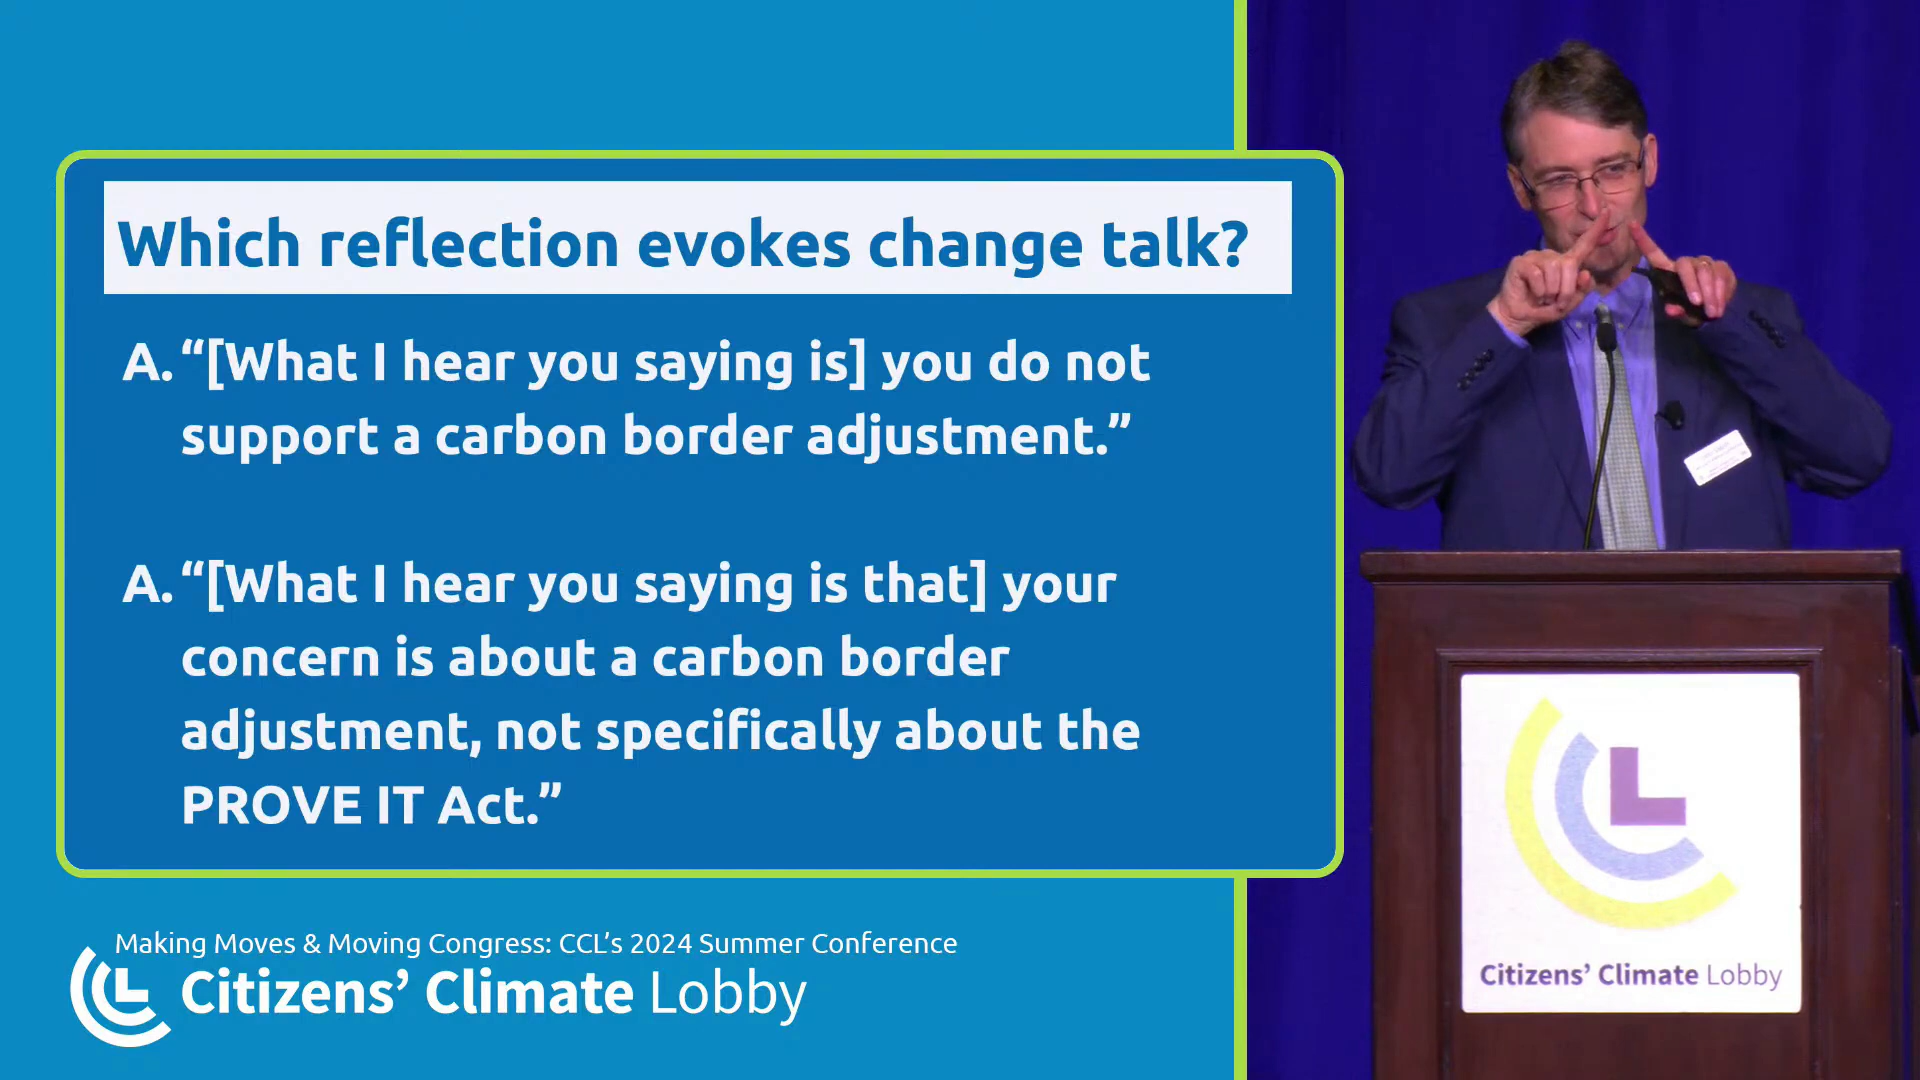 Which reflection evokes change talk?
A. “[What I hear you saying is] you do not
support a carbon border adjustment.”
A. “[What I hear you saying is that] your
concern is about a carbon border
adjustment, not specifically about the
PROVE IT Act.”
Making Moves & Moving Congress: CCL’s 2024 Summer Conference
Citizens’ Climate Lobby
Citizens’ Climate Lobby